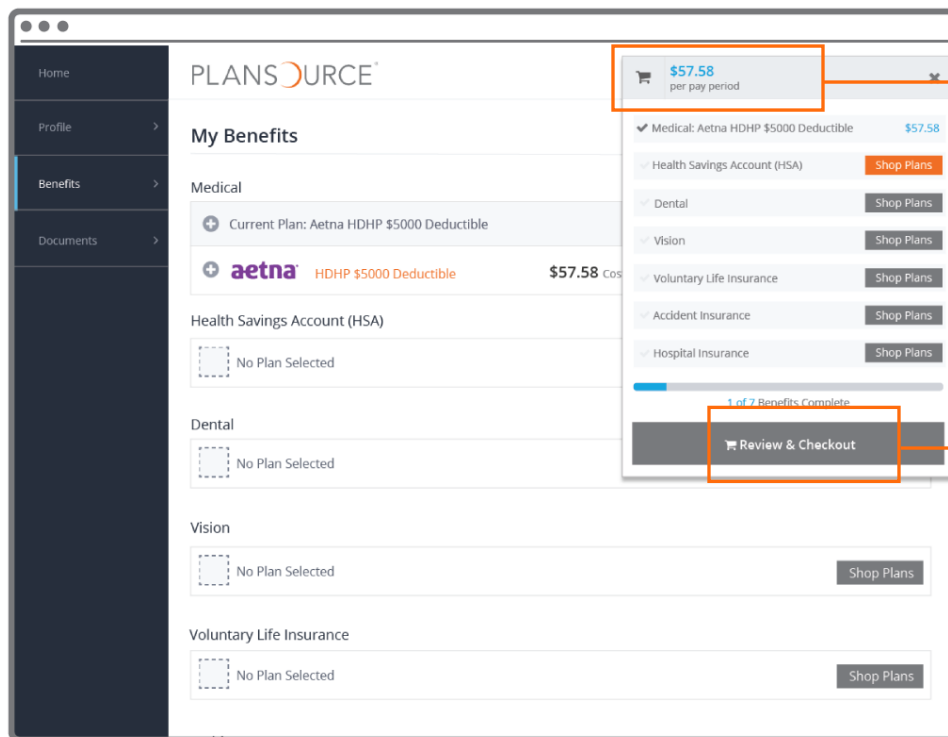 Home
Profile
Benefits
Documents
PLANSOURCE®
My Benefits
Medical
Current Plan: Aetna HDHP $5000 Deductible
aetna HDHP $5000 Deductible $57.58 Cos
Health Savings Account (HSA)
No Plan Selected
Dental
No Plan Selected
Vision
No Plan Selected Shop Plans
Voluntary Life Insurance
No Plan Selected Shop Plans
$57.58
per pay period
Medical: Aetna HDHP $5000 Deductible $57.58
Health Savings Account (HSA) Shop Plans
Dental Shop Plans
Vision Shop Plans
Voluntary Life Insurance Shop Plans
Accident Insurance Shop Plans
Hospital Insurance Shop Plans
1 of 7 Benefits Complete
Review & Checkout